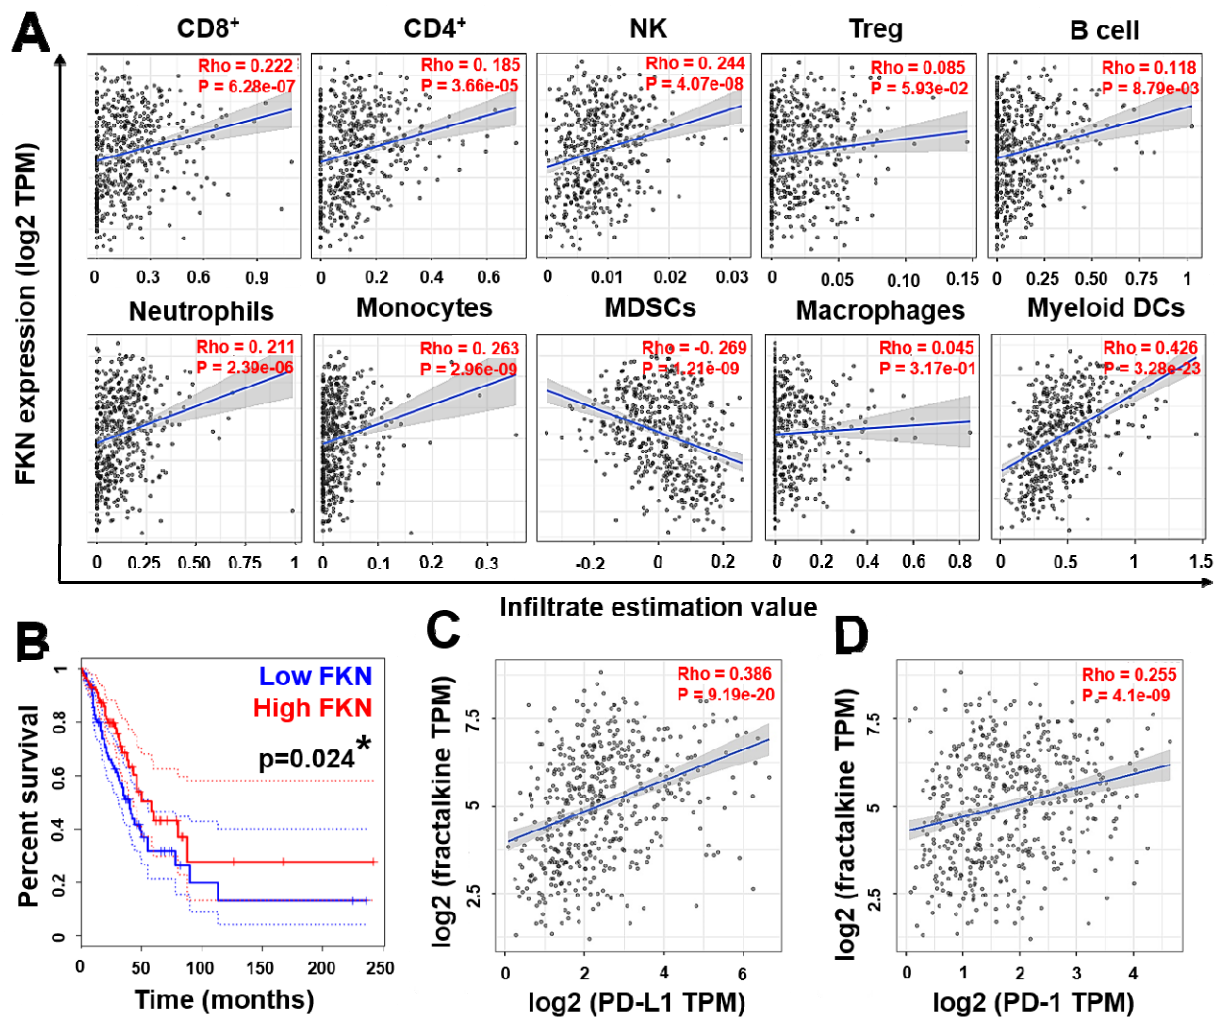 A
CD8+
CD4+
NK
Treg
B cell
Rho = 0.222
P = 6.28e-07
Rho = 0. 185
P = 3.66e-05
Rho = 0. 244
P = 4.07e-08
Rho = 0.085
P = 5.93e-02
Rho = 0.118
P = 8.79e-03
0 0.3 0.6 0.9
0 0.2 0.4 0.6
0 0.01 0.02 0.03
0 0.05 0.10 0.15
0 0.25 0.50 0.75 1
FKN expression (log2 TPM)
Neutrophils
Monocytes
MDSCs
Macrophages
Myeloid DCs
Rho = 0. 211
P = 2.39e-06
Rho = 0. 263
P = 2.96e-09
Rho = -0. 269
P = 1.21e-09
Rho = 0.045
P = 3.17e-01
Rho = 0.426
P = 3.28e-23
0 0.25 0.50 0.75 1
0 0.1 0.2 0.3
-0.2 0 0.2
0 0.2 0.4 0.6 0.8
0 0.5 1 1.5
Infiltrate estimation value
B
Low FKN
High FKN
p=0.024*
Percent survival
1
0.8
0.6
0.4
0.2
0
0 50 100 150 200 250
Time (months)
C
Rho = 0.386
P = 9.19e-20
log2 (fractalkine TPM)
7.5
5
2.5
0 2 4 6
log2 (PD-L1 TPM)
D
Rho = 0.255
P = 4.1e-09
log2 (fractalkine TPM)
7.5
5
2.5
0 1 2 3 4
log2 (PD-1 TPM)